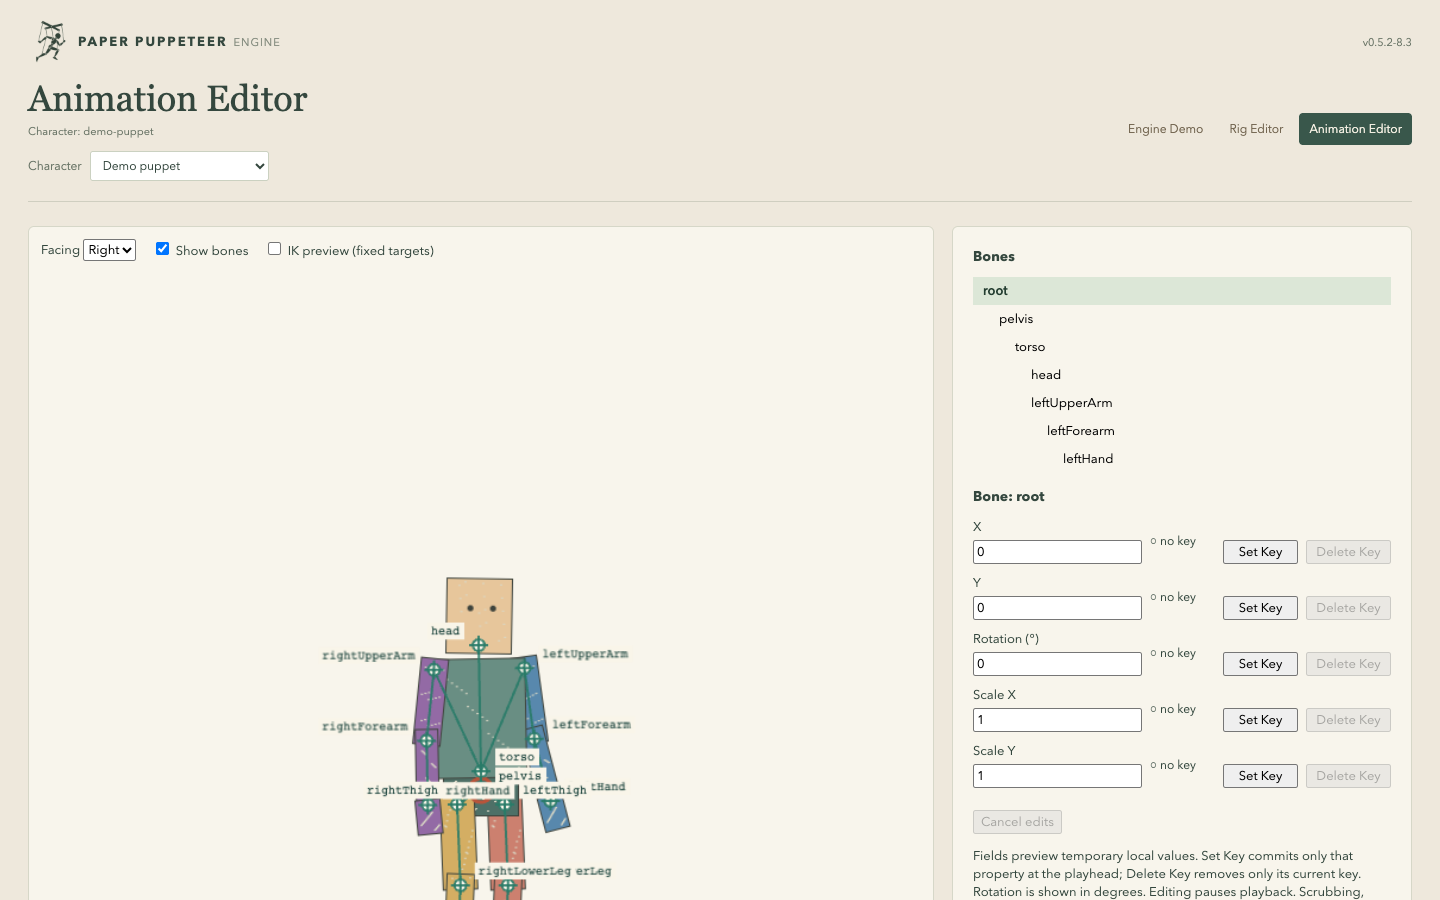 PAPER PUPPETEER ENGINE
v0.5.2-8.3
Animation Editor
Character: demo-puppet
Engine Demo
Rig Editor
Animation Editor
Character
Demo puppet
Facing
Right
Show bones
IK preview (fixed targets)
head
rightUpperArm
leftUpperArm
rightForearm
leftForearm
torso
pelvis
rightThigh
rightHand
leftThigh
tHand
rightLowerLeg
erLeg
Bones
root
pelvis
torso
head
leftUpperArm
leftForearm
leftHand
Bone: root
X
0
○ no key
Set Key
Delete Key
Y
0
○ no key
Set Key
Delete Key
Rotation (°)
0
○ no key
Set Key
Delete Key
Scale X
1
○ no key
Set Key
Delete Key
Scale Y
1
○ no key
Set Key
Delete Key
Cancel edits
Fields preview temporary local values. Set Key commits only that
property at the playhead; Delete Key removes only its current key.
Rotation is shown in degrees. Editing pauses playback. Scrubbing,